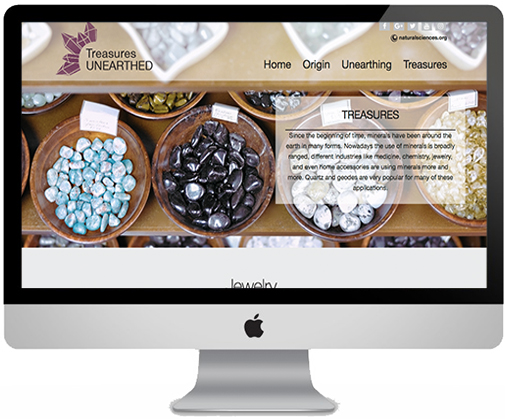 Treasures
UNEARTHED
naturalsciences.org
Home Origin Unearthing Treasures
TREASURES
Since the beginning of time, minerals have been around the
earth in many forms. Nowadays the use of minerals is broadly
ranged, different industries like medicine, chemistry, jewelry,
and even home accessories are using minerals more and
more. Quartz and geodes are very popular for many of these
applications.
Jewelry